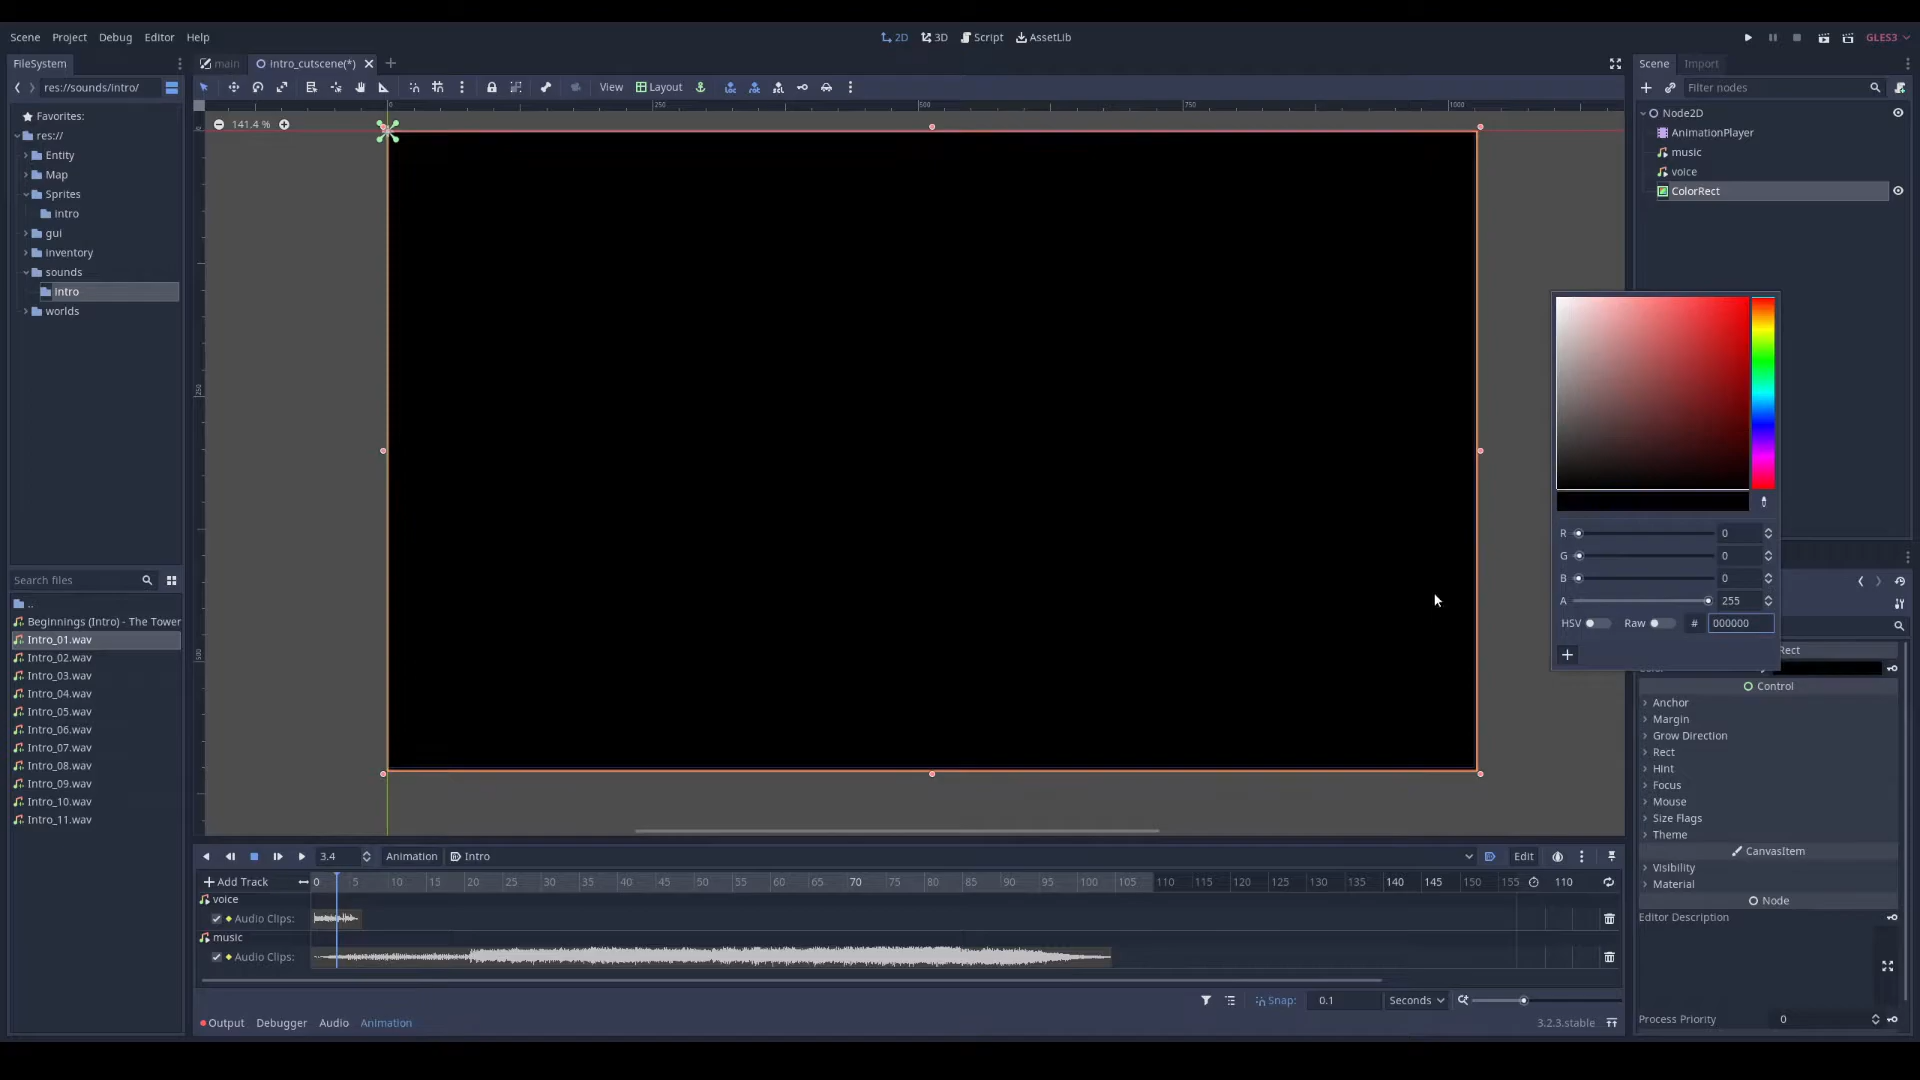 Scene Project Debug Editor Help
2D 3D Script AssetLib
GLES3
FileSystem
main Intro_cutscene(*)
Scene Import
res://sounds/intro/
View Layout
Filter nodes
0 250 500 750 1000
141.4 %
Favorites:
res://
Entity
Map
Sprites
intro
gui
inventory
sounds
intro
worlds
Node2D
AnimationPlayer
music
voice
ColorRect
250
500
R 0
G 0
B 0
A 255
HSV Raw # 000000
Rect
Control
Anchor
Margin
Grow Direction
Rect
Hint
Focus
Mouse
Size Flags
Theme
CanvasItem
Visibility
Material
Node
Editor Description
Process Priority 0
Search files
..
Beginnings (Intro) - The Tower
Intro_01.wav
Intro_02.wav
Intro_03.wav
Intro_04.wav
Intro_05.wav
Intro_06.wav
Intro_07.wav
Intro_08.wav
Intro_09.wav
Intro_10.wav
Intro_11.wav
3.4 Animation Intro Edit
Add Track 0 5 10 15 20 25 30 35 40 45 50 55 60 65 70 75 80 85 90 95 100 105 110 115 120 125 130 135 140 145 150 155 110
voice
Audio Clips:
music
Audio Clips:
Snap: 0.1 Seconds
Output Debugger Audio Animation
3.2.3.stable